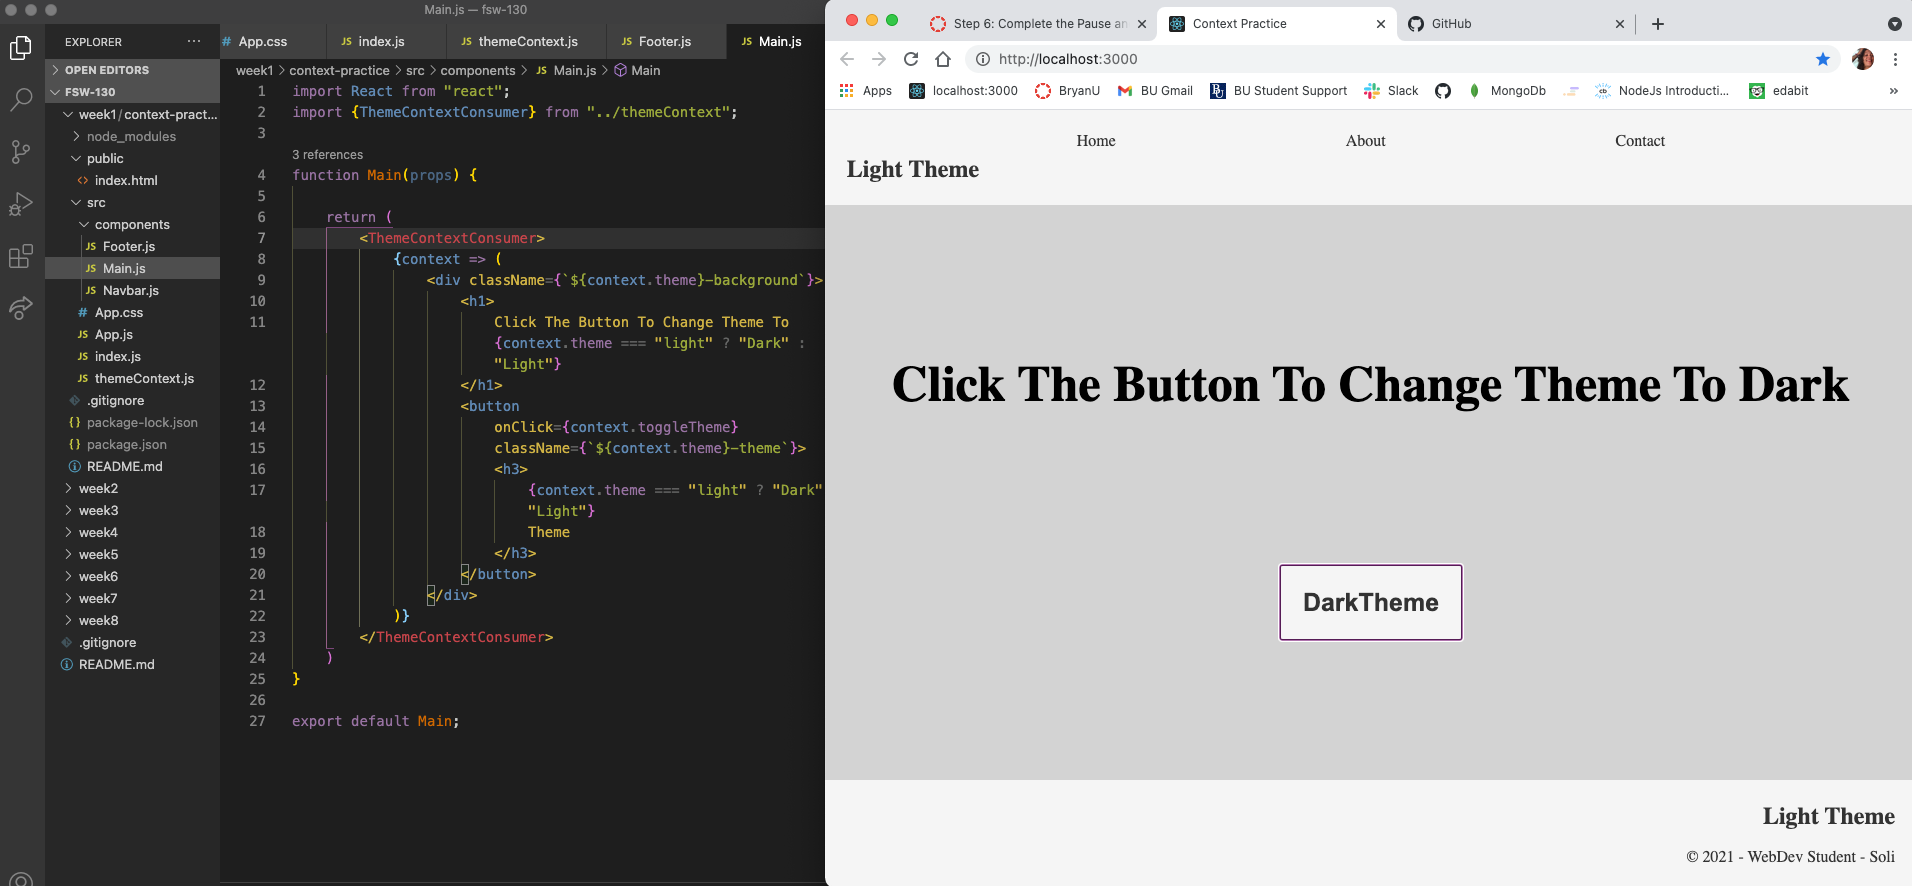 Main.js — fsw-130
EXPLORER
OPEN EDITORS
FSW-130
week1/context-pract...
node_modules
public
<> index.html
src
components
JS Footer.js
JS Main.js
JS Navbar.js
# App.css
JS App.js
JS index.js
JS themeContext.js
.gitignore
{} package-lock.json
{} package.json
README.md
week2
week3
week4
week5
week6
week7
week8
.gitignore
README.md
# App.css
JS index.js
JS themeContext.js
JS Footer.js
JS Main.js
week1 > context-practice > src > components > JS Main.js > Main
1 import React from "react";
2 import {ThemeContextConsumer} from "../themeContext";
3
3 references
4 function Main(props) {
5
6 return (
7 <ThemeContextConsumer>
8 {context => (
9 <div className={`${context.theme}-background`}>
10 <h1>
11 Click The Button To Change Theme To
{context.theme === "light" ? "Dark" :
"Light"}
12 </h1>
13 <button
14 onClick={context.toggleTheme}
15 className={`${context.theme}-theme`}>
16 <h3>
17 {context.theme === "light" ? "Dark"
"Light"}
18 Theme
19 </h3>
20 </button>
21 </div>
22 )}
23 </ThemeContextConsumer>
24 )
25 }
26
27 export default Main;
Step 6: Complete the Pause an
Context Practice
GitHub
http://localhost:3000
Apps
localhost:3000
BryanU
BU Gmail
BU Student Support
Slack
MongoDb
NodeJs Introducti...
edabit
»
Home
About
Contact
Light Theme
Click The Button To Change Theme To Dark
DarkTheme
Light Theme
© 2021 - WebDev Student - Soli